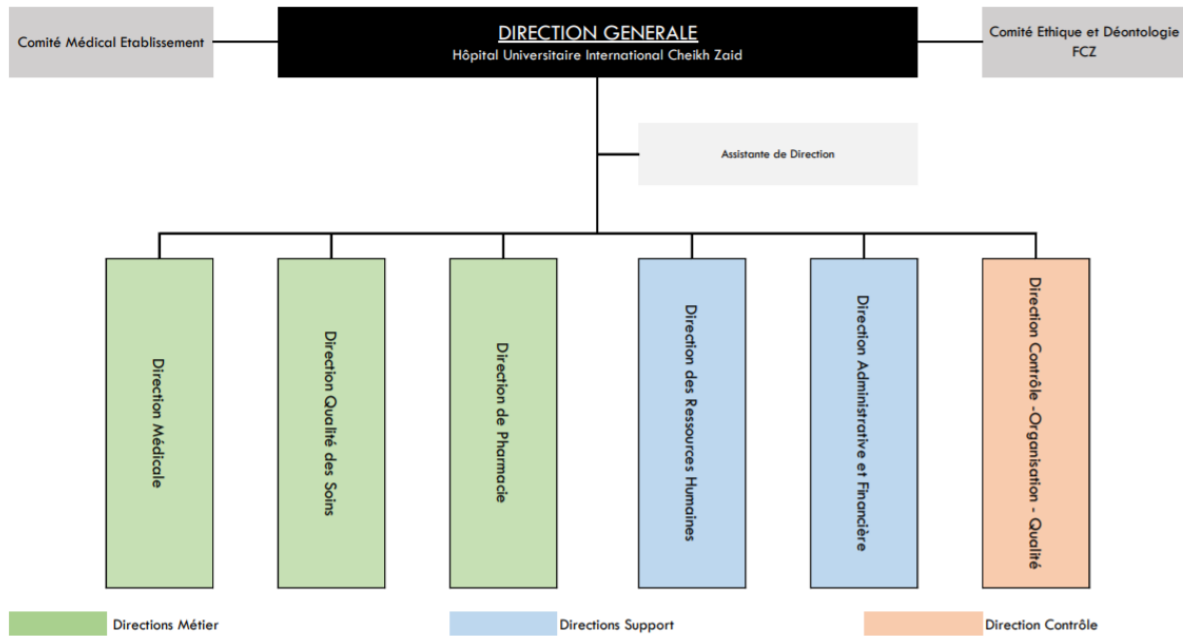 Comité Médical Etablissement
DIRECTION GENERALE
Hôpital Universitaire International Cheikh Zaid
Comité Ethique et Déontologie
FCZ
Assistante de Direction
Direction Médicale
Direction Qualité des Soins
Direction de Pharmacie
Direction des Ressources Humaines
Direction Administrative et Financière
Direction Contrôle -Organisation - Qualité
Directions Métier
Directions Support
Direction Contrôle